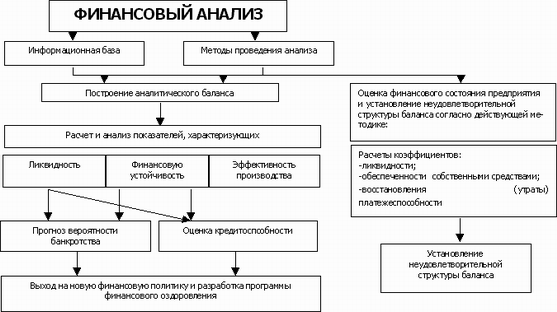 ФИНАНСОВЫЙ АНАЛИЗ
Информационная база
Методы проведения анализа
Построение аналитического баланса
Оценка финансового состояния предприятия
и установление неудовлетворительной
структуры баланса согласно действующей ме-
тодике:
Расчет и анализ показателей, характеризующих
Ликвидность
Финансовую
устойчивость
Эффективность
производства
Расчеты коэффициентов:
-ликвидности;
-обеспеченности собственными средствами;
-восстановления (утраты)
платежеспособности
Прогноз вероятности
банкротства
Оценка кредитоспособности
Установление
неудовлетворительной
структуры баланса
Выход на новую финансовую политику и разработка программы
финансового оздоровления